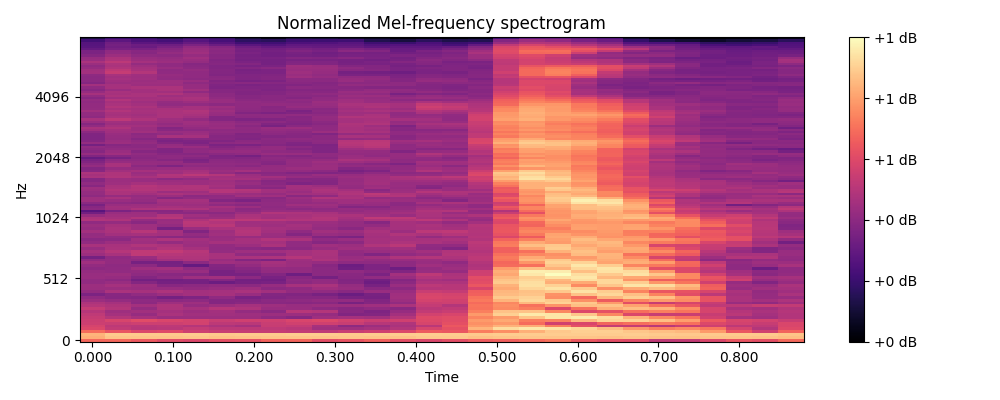 Normalized Mel-frequency spectrogram
Hz
4096
2048
1024
512
0
0.000 0.100 0.200 0.300 0.400 0.500 0.600 0.700 0.800
Time
+1 dB
+1 dB
+1 dB
+0 dB
+0 dB
+0 dB